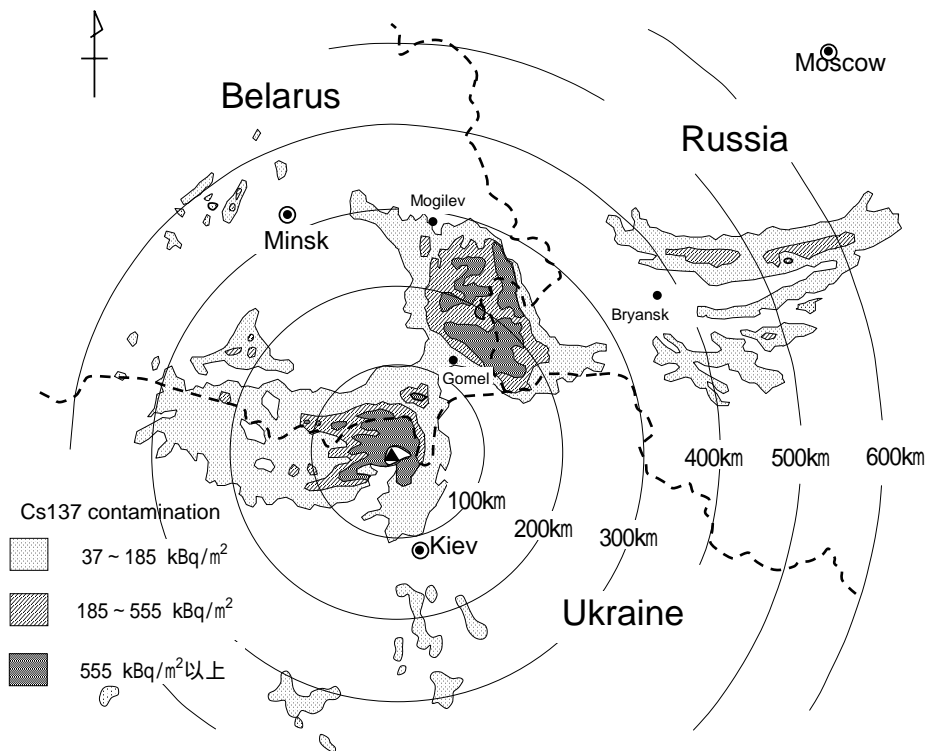 Moscow
Belarus
Russia
Mogilev
Minsk
Bryansk
Gomel
400km
500km
600km
100km
200km
300km
Kiev
Ukraine
Cs137 contamination
37 ~ 185 kBq/m²
185 ~ 555 kBq/m²
555 kBq/m²以上